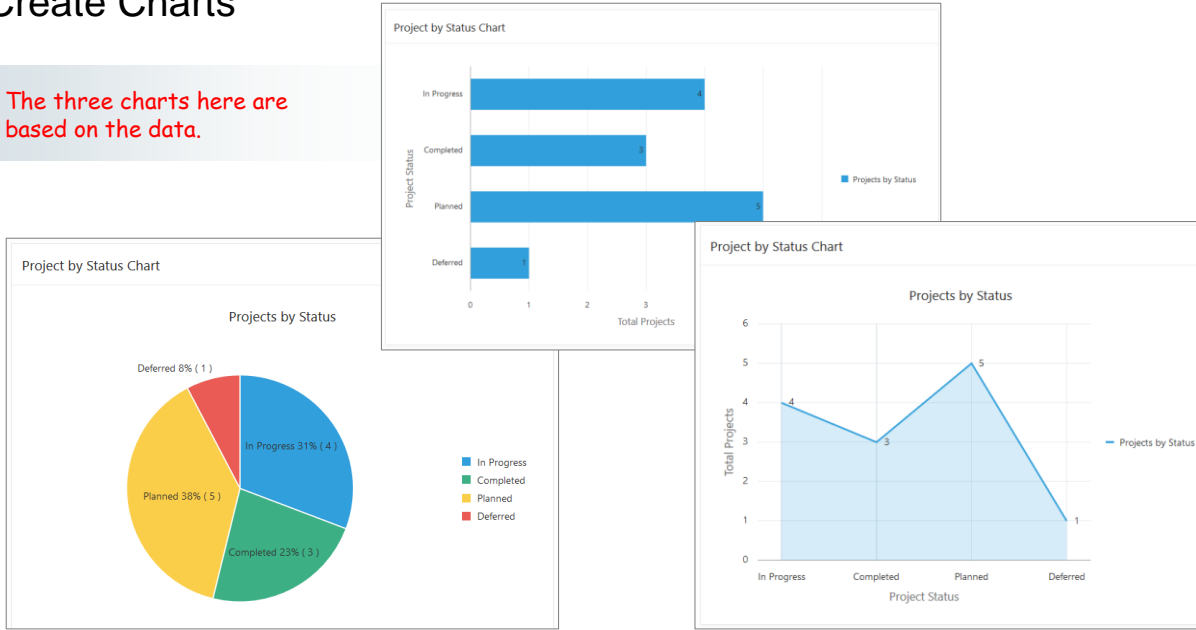 Create Charts
The three charts here are
based on the data.
Project by Status Chart
In Progress
4
Completed
3
Planned
5
Deferred
1
Project Status
0 1 2 3
Total Projects
Projects by Status
Project by Status Chart
Projects by Status
Deferred 8% ( 1 )
In Progress 31% ( 4 )
Planned 38% ( 5 )
Completed 23% ( 3 )
In Progress
Completed
Planned
Deferred
Project by Status Chart
Projects by Status
6
5
4
3
2
1
0
Total Projects
4
3
5
1
In Progress Completed Planned Deferred
Project Status
Projects by Status